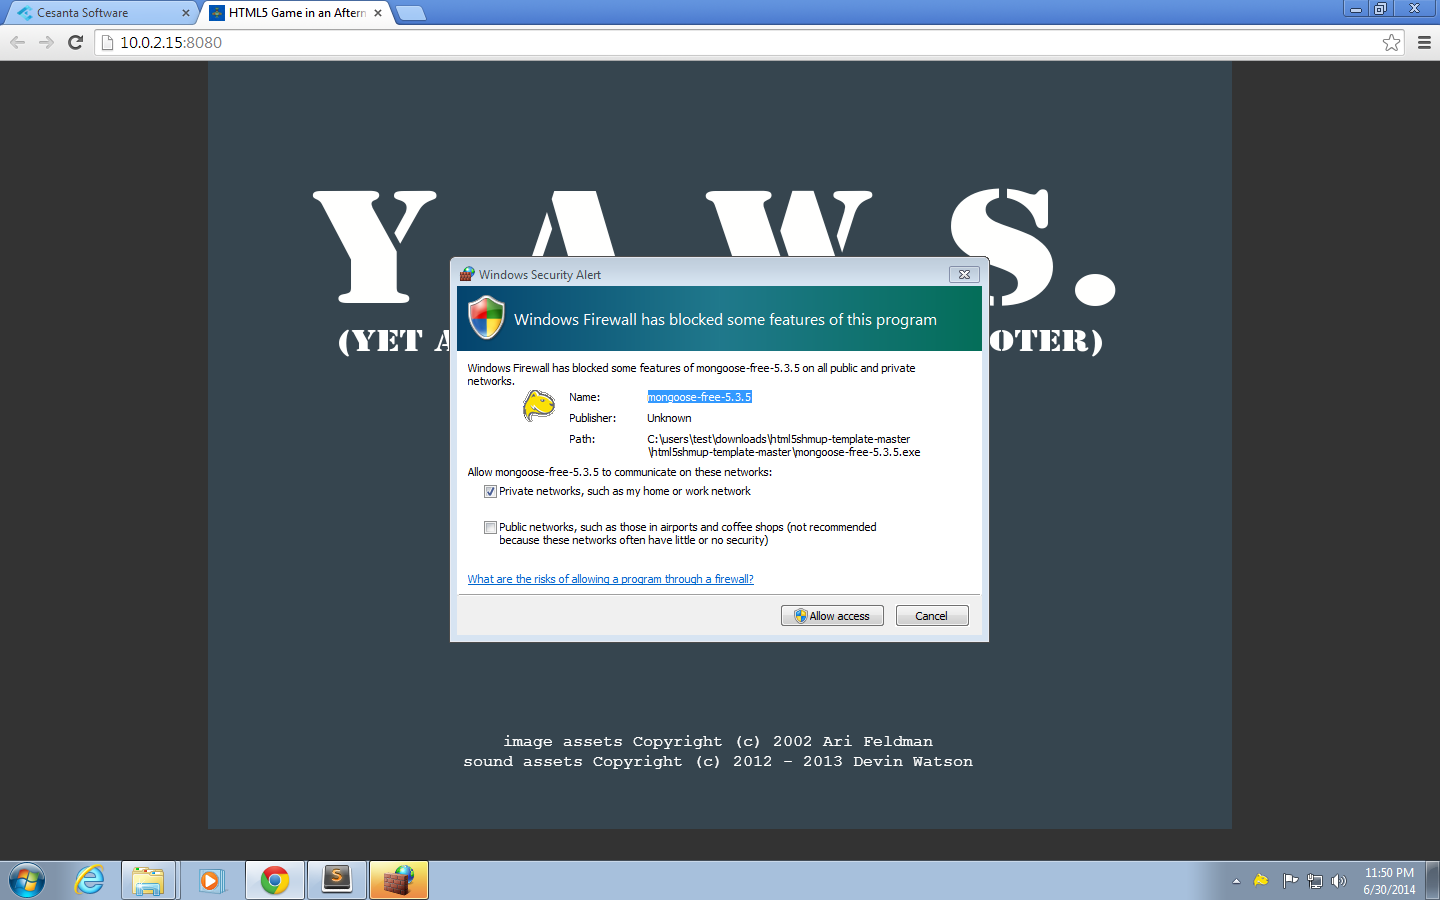 Cesanta Software
HTML5 Game in an Aftern
10.0.2.15:8080
Y A W S.
(YET A
OTER)
Windows Security Alert
Windows Firewall has blocked some features of this program
Windows Firewall has blocked some features of mongoose-free-5.3.5 on all public and private
networks.
Name: mongoose-free-5.3.5
Publisher: Unknown
Path: C:\users\test\downloads\html5shmup-template-master
\html5shmup-template-master\mongoose-free-5.3.5.exe
Allow mongoose-free-5.3.5 to communicate on these networks:
Private networks, such as my home or work network
Public networks, such as those in airports and coffee shops (not recommended
because these networks often have little or no security)
What are the risks of allowing a program through a firewall?
Allow access
Cancel
image assets Copyright (c) 2002 Ari Feldman
sound assets Copyright (c) 2012 - 2013 Devin Watson
S
11:50 PM
6/30/2014